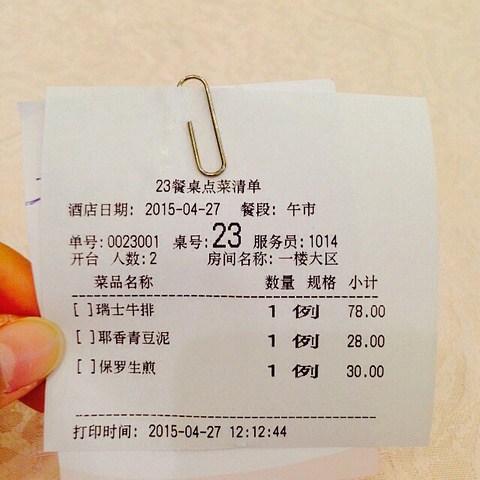 23餐桌点菜清单
酒店日期: 2015-04-27 餐段: 午市
单号:0023001 桌号:23 服务员:1014
开台 人数:2 房间名称:一楼大区
菜品名称 数量 规格 小计
[ ]瑞士牛排 1 例 78.00
[ ]耶香青豆泥 1 例 28.00
[ ]保罗生煎 1 例 30.00
打印时间: 2015-04-27 12:12:44